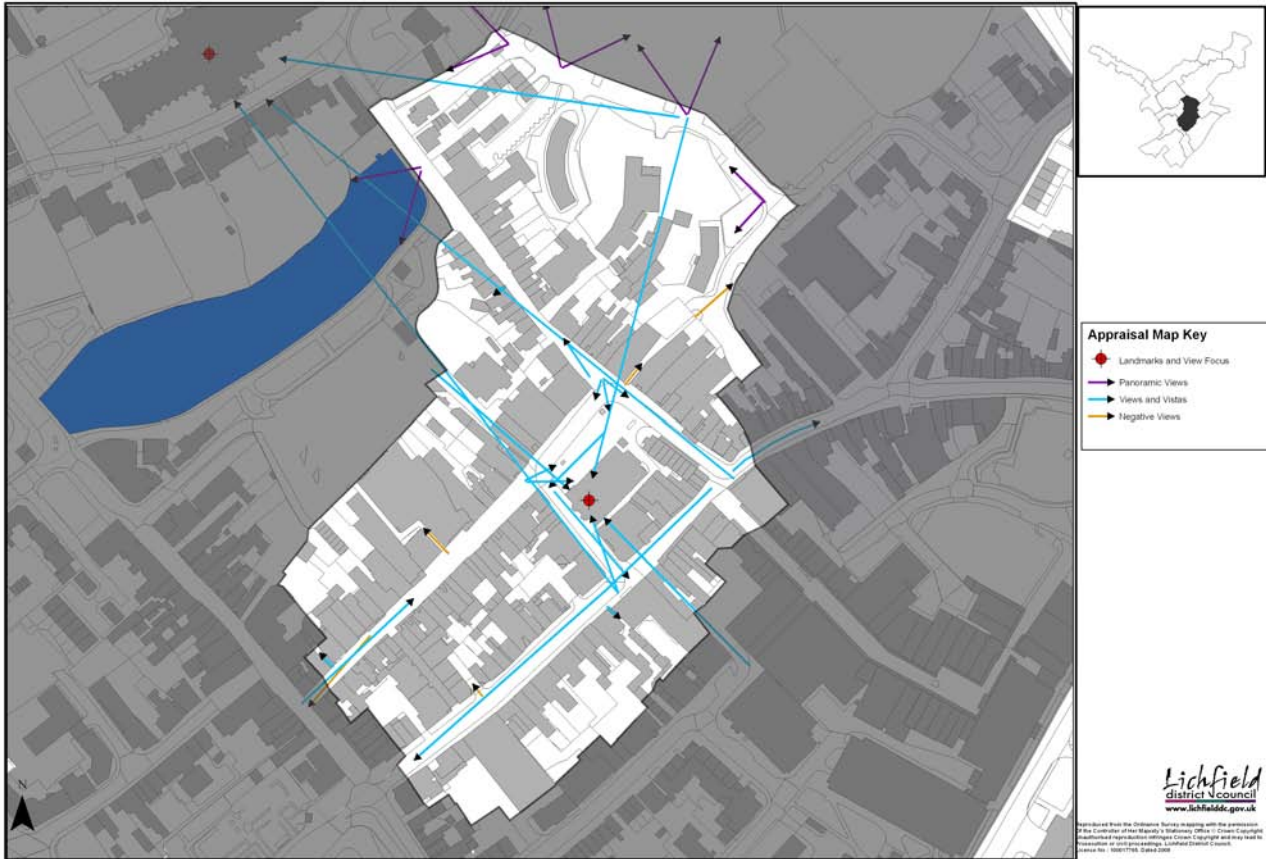 N
Appraisal Map Key
Landmarks and View Focus
Panoramic Views
Views and Vistas
Negative Views
Lichfield
district council
www.lichfielddc.gov.uk
Reproduced from the Ordnance Survey mapping with the permission
of the Controller of Her Majesty's Stationery Office © Crown Copyright.
Unauthorised reproduction infringes Crown Copyright and may lead to
Prosecution or civil proceedings. Lichfield District Council.
Dated 2008